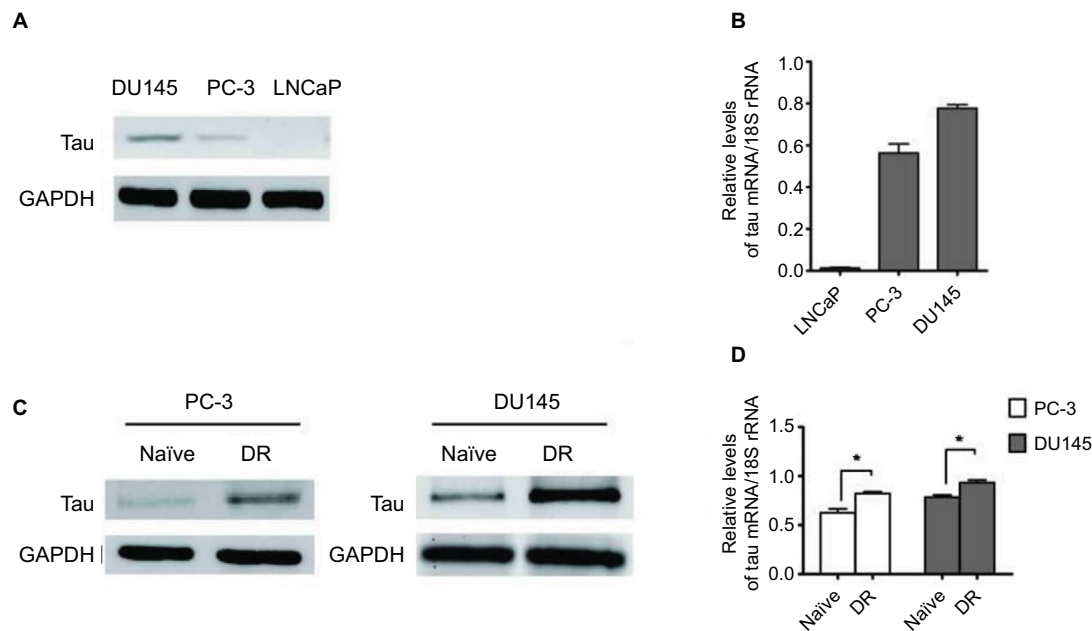 A
DU145 PC-3 LNCaP
Tau
GAPDH
B
Relative levels
of tau mRNA/18S rRNA
1.0
0.8
0.6
0.4
0.2
0.0
LNCaP
PC-3
DU145
C
PC-3
Naïve DR
Tau
GAPDH
DU145
Naïve DR
Tau
GAPDH
D
Relative levels
of tau mRNA/18S rRNA
1.5
1.0
0.5
0.0
* *
Naïve
DR
Naïve
DR
PC-3
DU145